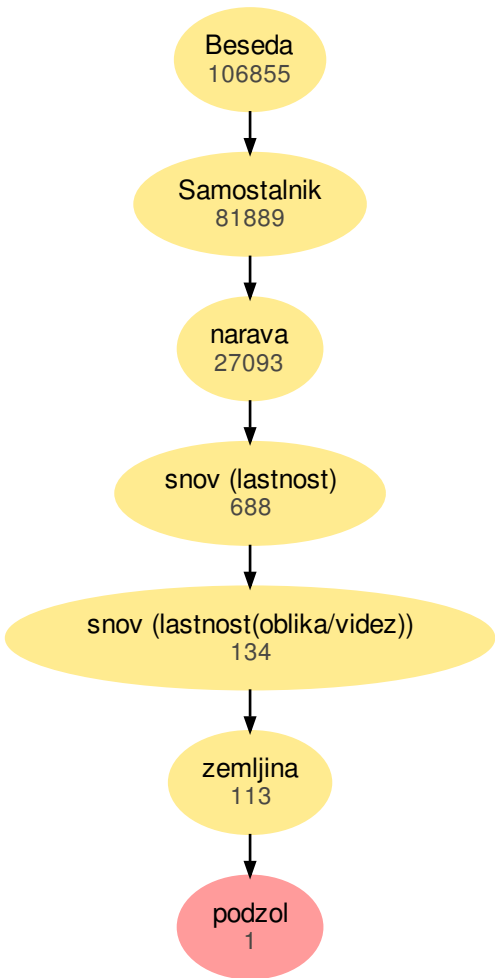 Beseda
106855
Samostalnik
81889
narava
27093
snov (lastnost)
688
snov (lastnost(oblika/videz))
134
zemljina
113
podzol
1